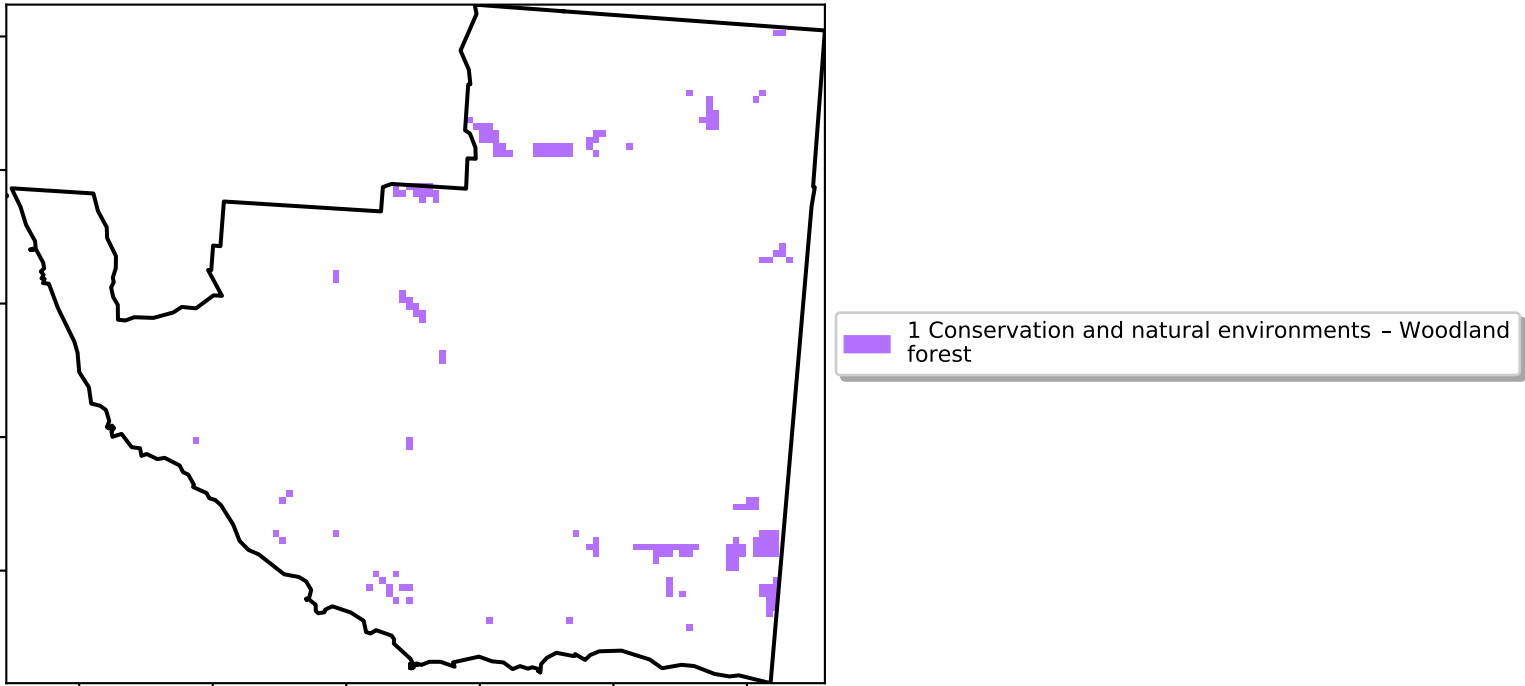 1 Conservation and natural environments – Woodland
forest